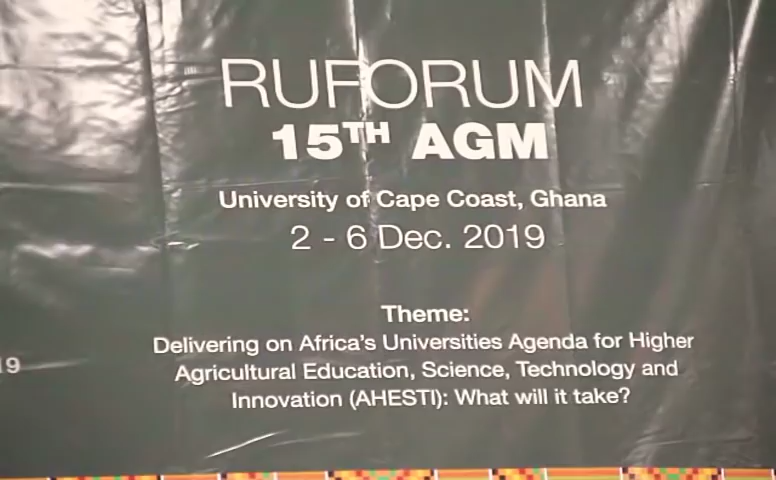 RUFORUM
15TH AGM
University of Cape Coast, Ghana
2 - 6 Dec. 2019
Theme:
Delivering on Africa's Universities Agenda for Higher
19
Agricultural Education, Science, Technology and
Innovation (AHESTI): What will it take?